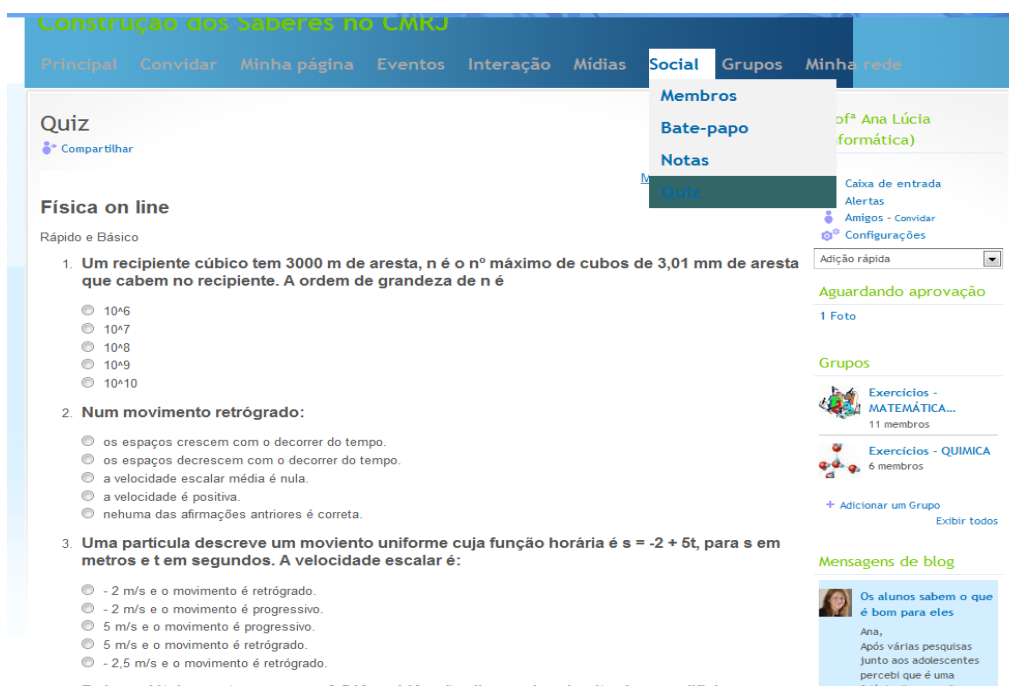 Construção dos Saberes no CMRJ
Principal Convidar Minha página Eventos Interação Mídias Social Grupos Minha rede
Membros
Bate-papo
Notas
Quiz
Quiz
Compartilhar
Física on line
Rápido e Básico
1. Um recipiente cúbico tem 3000 m de aresta, n é o nº máximo de cubos de 3,01 mm de aresta
que cabem no recipiente. A ordem de grandeza de n é
10^6
10^7
10^8
10^9
10^10
2. Num movimento retrógrado:
os espaços crescem com o decorrer do tempo.
os espaços decrescem com o decorrer do tempo.
a velocidade escalar média é nula.
a velocidade é positiva.
nehuma das afirmações antriores é correta.
3. Uma partícula descreve um moviento uniforme cuja função horária é s = -2 + 5t, para s em
metros e t em segundos. A velocidade escalar é:
- 2 m/s e o movimento é retrógrado.
- 2 m/s e o movimento é progressivo.
5 m/s e o movimento é progressivo.
5 m/s e o movimento é retrógrado.
- 2,5 m/s e o movimento é retrógrado.
ofª Ana Lúcia
formática)
Caixa de entrada
Alertas
Amigos - Convidar
Configurações
Adição rápida
Aguardando aprovação
1 Foto
Grupos
Exercícios -
MATEMÁTICA...
11 membros
Exercícios - QUIMICA
6 membros
+ Adicionar um Grupo
Exibir todos
Mensagens de blog
Os alunos sabem o que
é bom para eles
Ana,
Após várias pesquisas
junto aos adolescentes
percebi que é uma